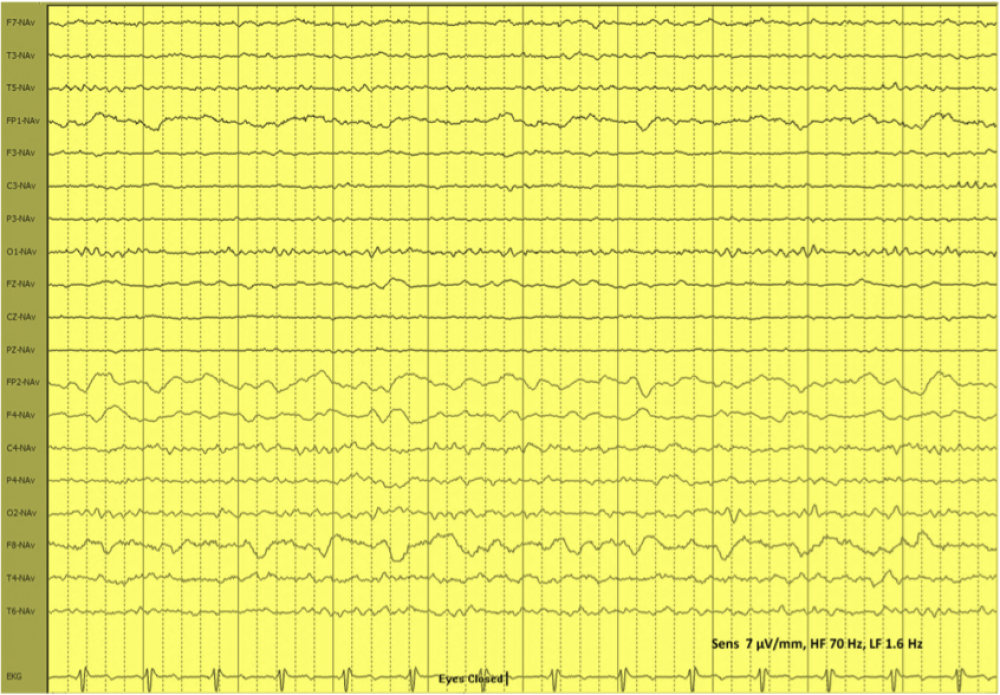 F7-NAv
T3-NAv
T5-NAv
FP1-NAv
F3-NAv
C3-NAv
P3-NAv
O1-NAv
FZ-NAv
CZ-NAv
PZ-NAv
FP2-NAv
F4-NAv
C4-NAv
P4-NAv
O2-NAv
F8-NAv
T4-NAv
T6-NAv
Sens 7 µV/mm, HF 70 Hz, LF 1.6 Hz
EKG
Eyes Closed